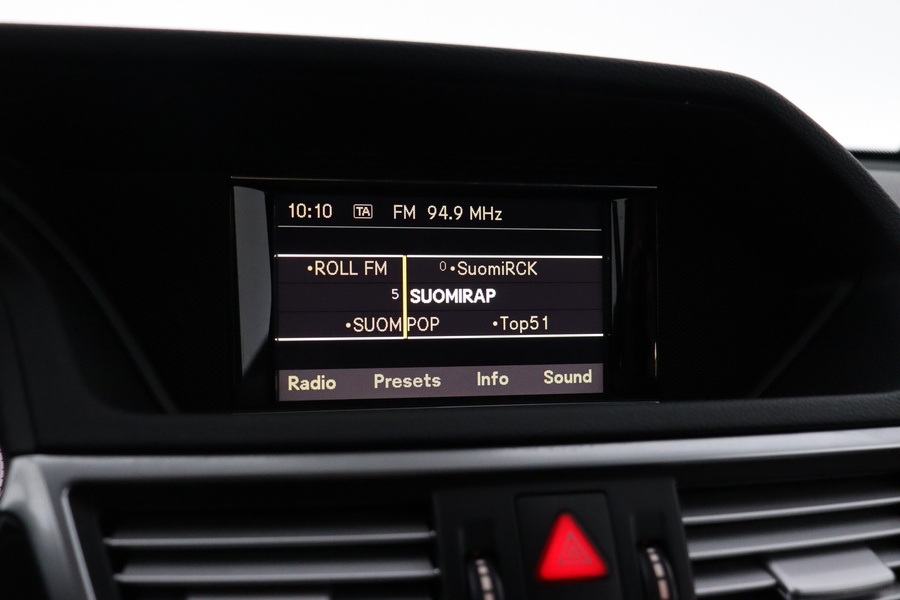 10:10 TA FM 94.9 MHz
•ROLL FM 0 •SuomiRCK
5 SUOMIRAP
•SUOMIPOP •Top51
Radio Presets Info Sound